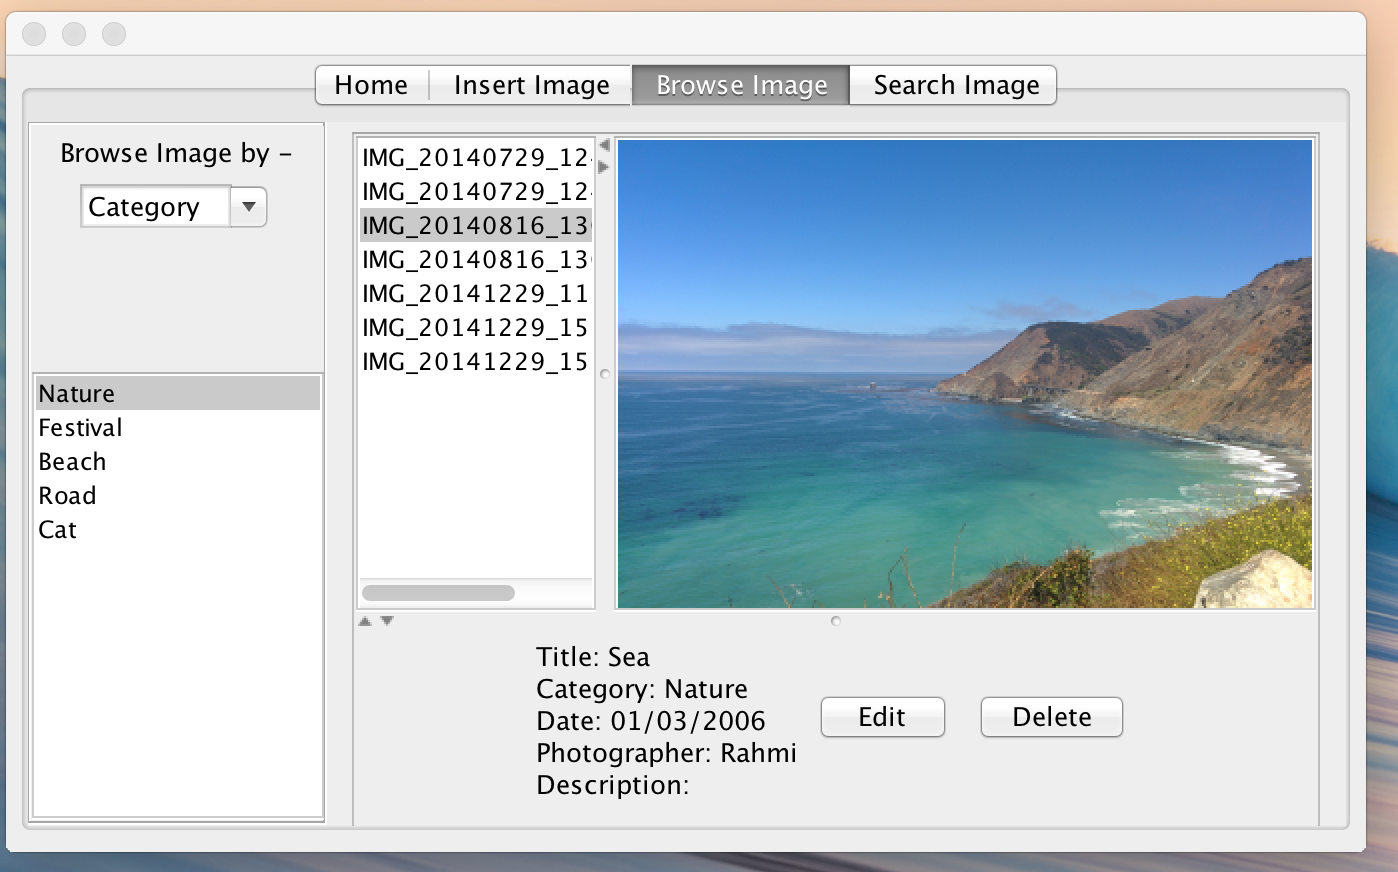 Home Insert Image Browse Image Search Image
Browse Image by -
Category
Nature
Festival
Beach
Road
Cat
IMG_20140729_12
IMG_20140729_12
IMG_20140816_13
IMG_20140816_13
IMG_20141229_11
IMG_20141229_15
IMG_20141229_15
Title: Sea
Category: Nature
Date: 01/03/2006
Photographer: Rahmi
Description:
Edit Delete